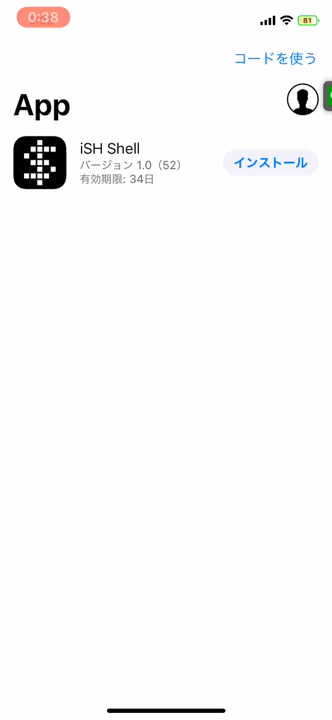 0:38
81
コードを使う
App
iSH Shell
バージョン 1.0（52）
有効期限: 34日
インストール